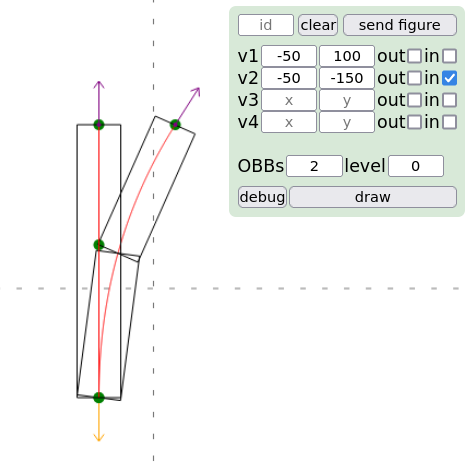 id clear send figure
v1 -50 100 out in
v2 -50 -150 out in
v3 x y out in
v4 x y out in
OBBs 2 level 0
debug draw